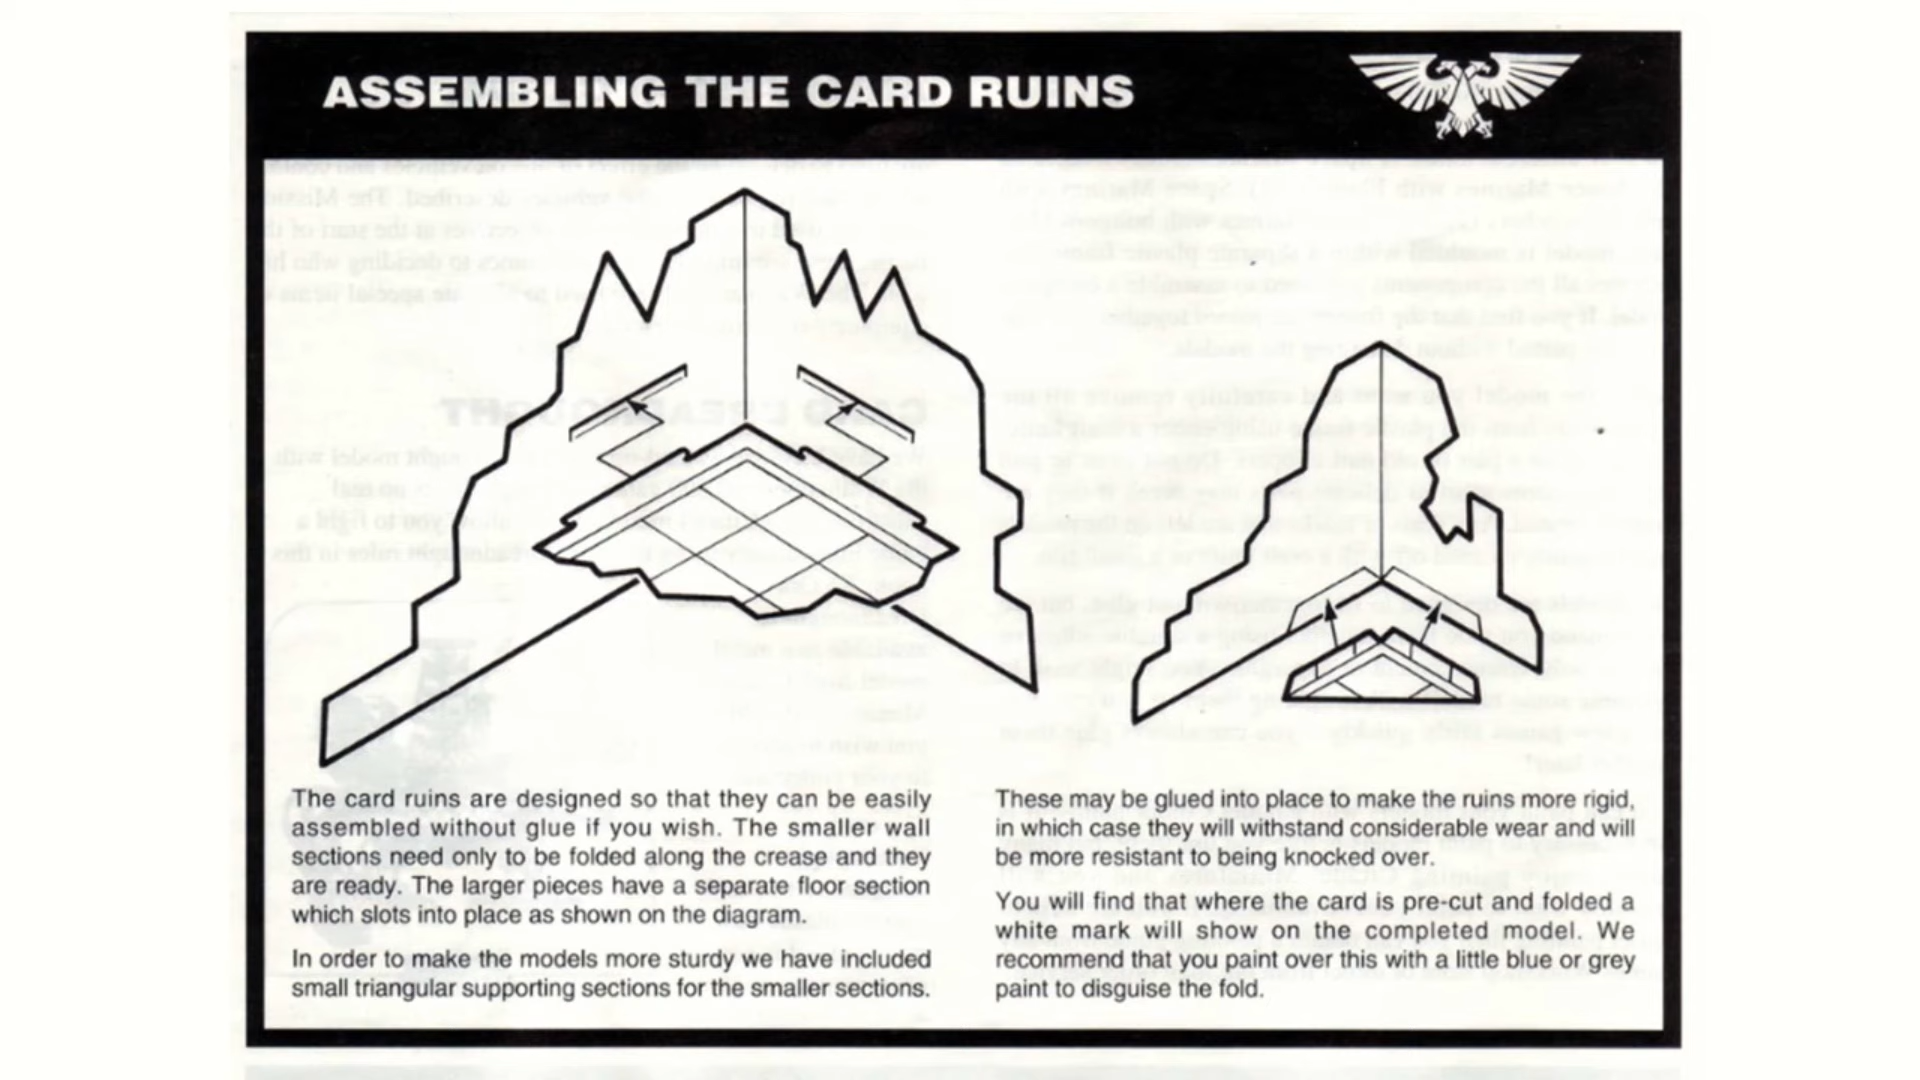 ASSEMBLING THE CARD RUINS
The card ruins are designed so that they can be easily
assembled without glue if you wish. The smaller wall
sections need only to be folded along the crease and they
are ready. The larger pieces have a separate floor section
which slots into place as shown on the diagram.
In order to make the models more sturdy we have included
small triangular supporting sections for the smaller sections.
These may be glued into place to make the ruins more rigid,
in which case they will withstand considerable wear and will
be more resistant to being knocked over.
You will find that where the card is pre-cut and folded a
white mark will show on the completed model. We
recommend that you paint over this with a little blue or grey
paint to disguise the fold.